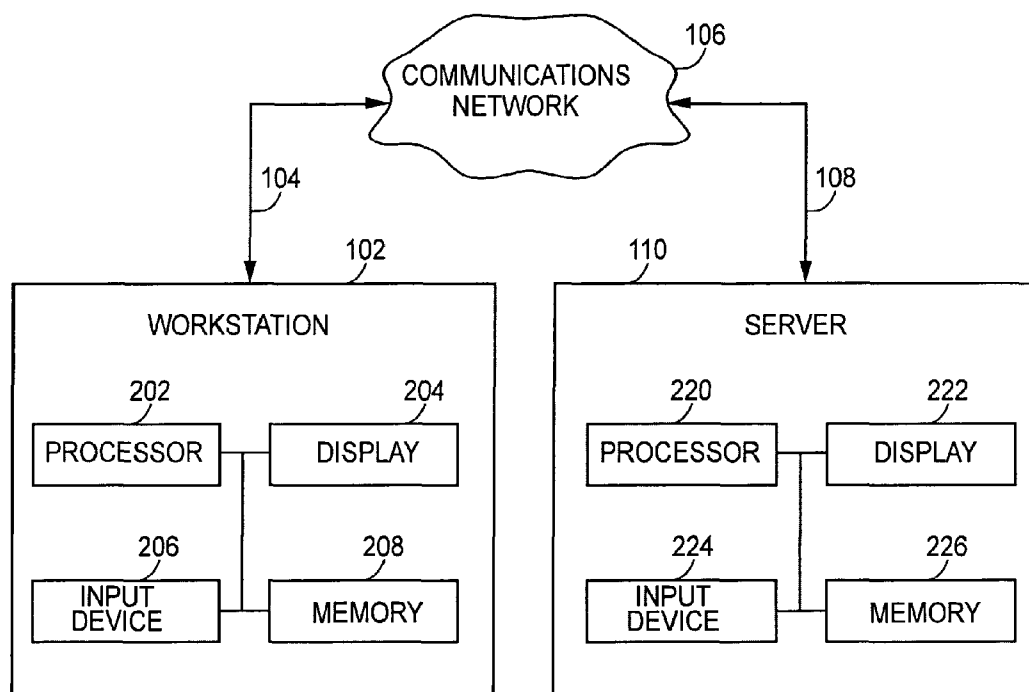 106
COMMUNICATIONS
NETWORK
104
108
102
110
WORKSTATION
SERVER
202
204
220
222
PROCESSOR
DISPLAY
PROCESSOR
DISPLAY
206
208
224
226
INPUT
DEVICE
MEMORY
INPUT
DEVICE
MEMORY